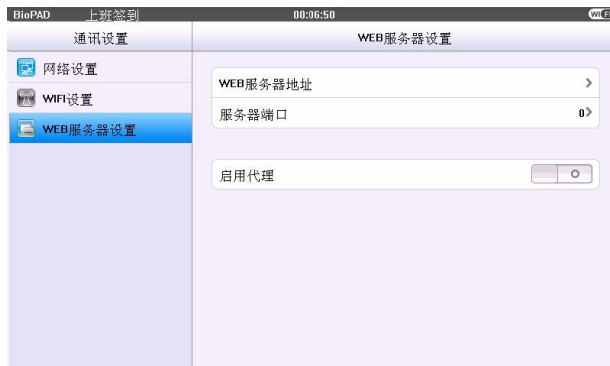 BioPAD 上班签到 00:06:50 WIFI
通讯设置
WEB服务器设置
网络设置
WIFI设置
WEB服务器设置
WEB服务器地址
服务器端口 0
启用代理